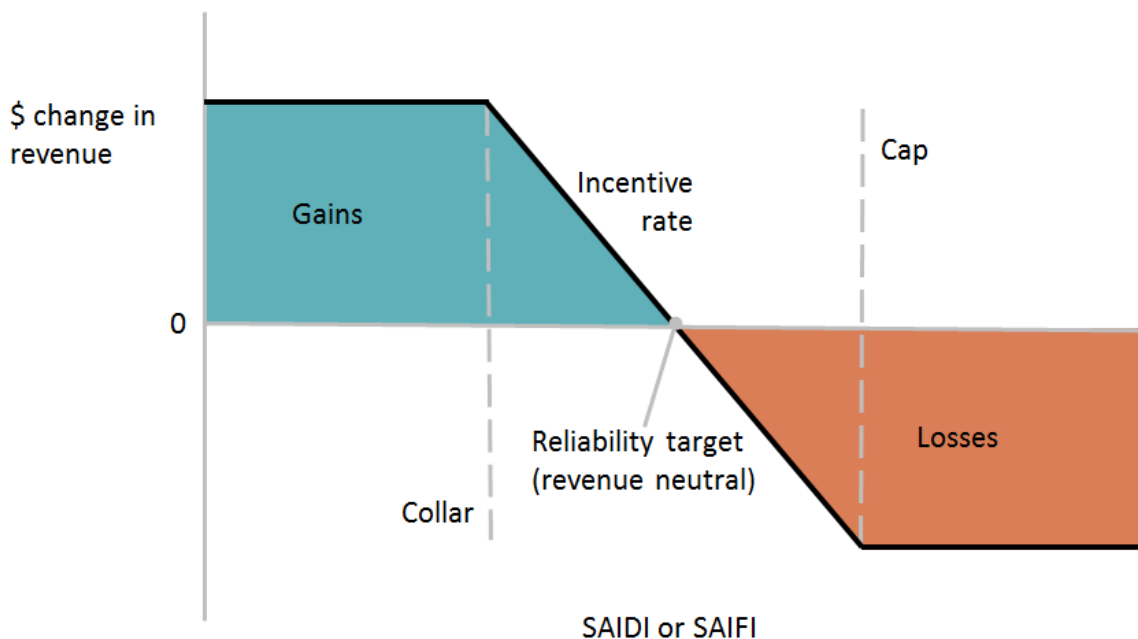 $ change in
revenue
Gains
Incentive
rate
Cap
0
Reliability target
(revenue neutral)
Losses
Collar
SAIDI or SAIFI